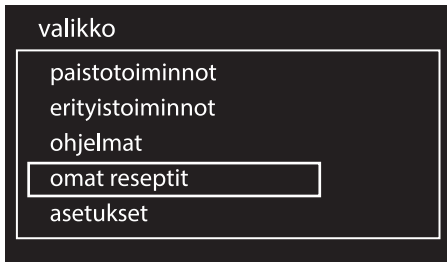 valikko
paistotoiminnot
erityistoiminnot
ohjelmat
omat reseptit
asetukset